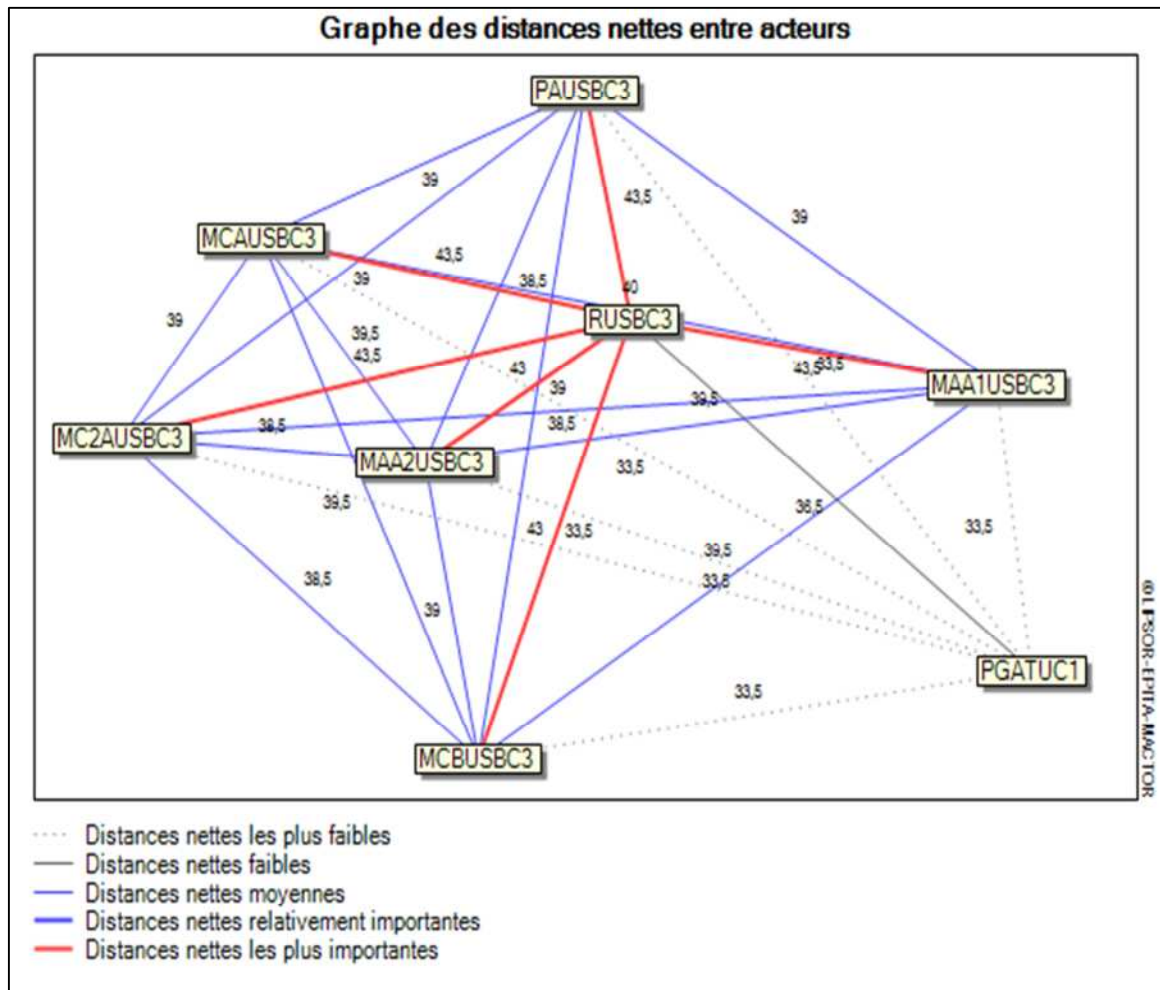 Graphe des distances nettes entre acteurs
PAUSBC3
39
43,5
39
MCAUSBC3
43,5
38,5
40
39
RUSBC3
39
39,5
43,5
43
39
43,5
33,5
MAA1USBC3
39,5
38,5
38,5
MC2AUSBC3
MAA2USBC3
33,5
39,5
43
33,5
36,5
33,5
39,5
33,5
38,5
39
PGATUC1
33,5
MCBUSBC3
©LIPSOR-EPITA-MACTOR
Distances nettes les plus faibles
Distances nettes faibles
Distances nettes moyennes
Distances nettes relativement importantes
Distances nettes les plus importantes